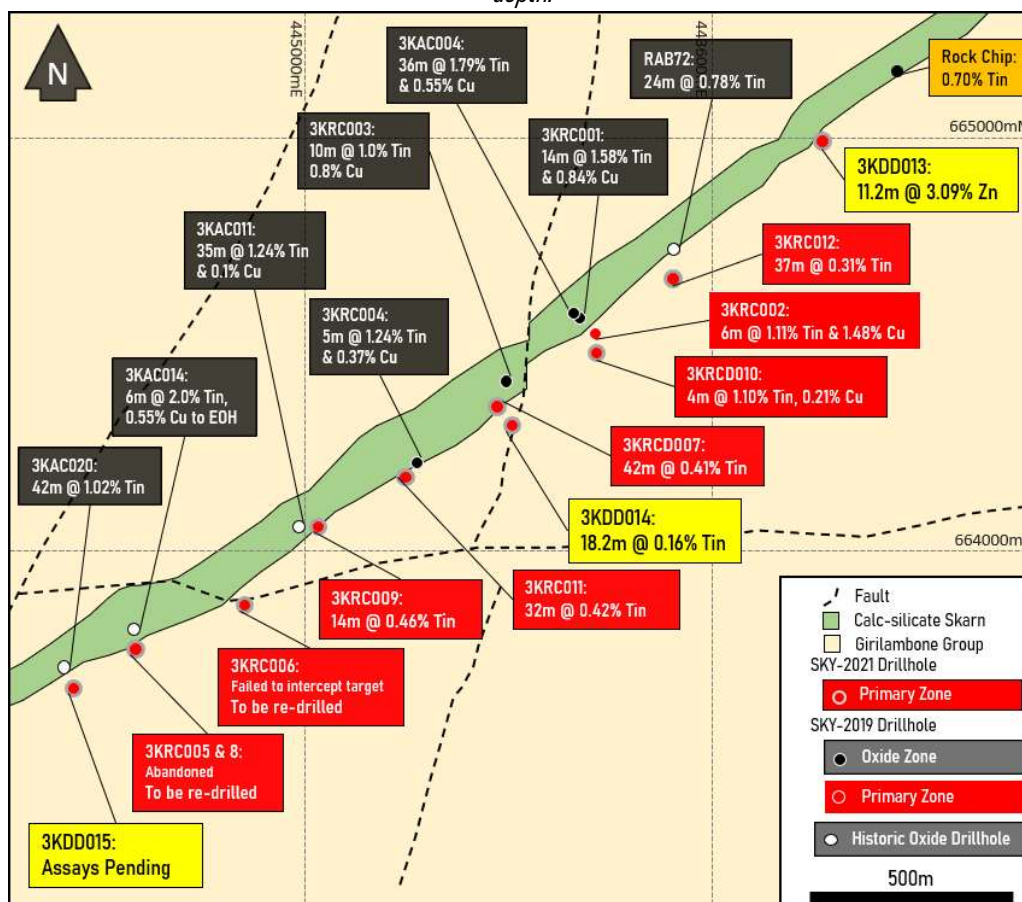 depth.
N
445000mE
446000mE
665000mN
664000m
3KAC004:
36m @ 1.79% Tin
& 0.55% Cu
RAB72:
24m @ 0.78% Tin
Rock Chip:
0.70% Tin
3KRC003:
10m @ 1.0% Tin
0.8% Cu
3KRC001:
14m @ 1.58% Tin
& 0.84% Cu
3KDD013:
11.2m @ 3.09% Zn
3KAC011:
35m @ 1.24% Tin
& 0.1% Cu
3KRC012:
37m @ 0.31% Tin
3KRC004:
5m @ 1.24% Tin
& 0.37% Cu
3KRC002:
6m @ 1.11% Tin & 1.48% Cu
3KAC014:
6m @ 2.0% Tin,
0.55% Cu to EOH
3KRCD010:
4m @ 1.10% Tin, 0.21% Cu
3KAC020:
42m @ 1.02% Tin
3KRCD007:
42m @ 0.41% Tin
3KDD014:
18.2m @ 0.16% Tin
3KRC009:
14m @ 0.46% Tin
3KRC011:
32m @ 0.42% Tin
3KRC006:
Failed to intercept target
To be re-drilled
3KRC005 & 8:
Abandoned
To be re-drilled
3KDD015:
Assays Pending
Fault
Calc-silicate Skarn
Girilambone Group
SKY-2021 Drillhole
Primary Zone
SKY-2019 Drillhole
Oxide Zone
Primary Zone
Historic Oxide Drillhole
500m